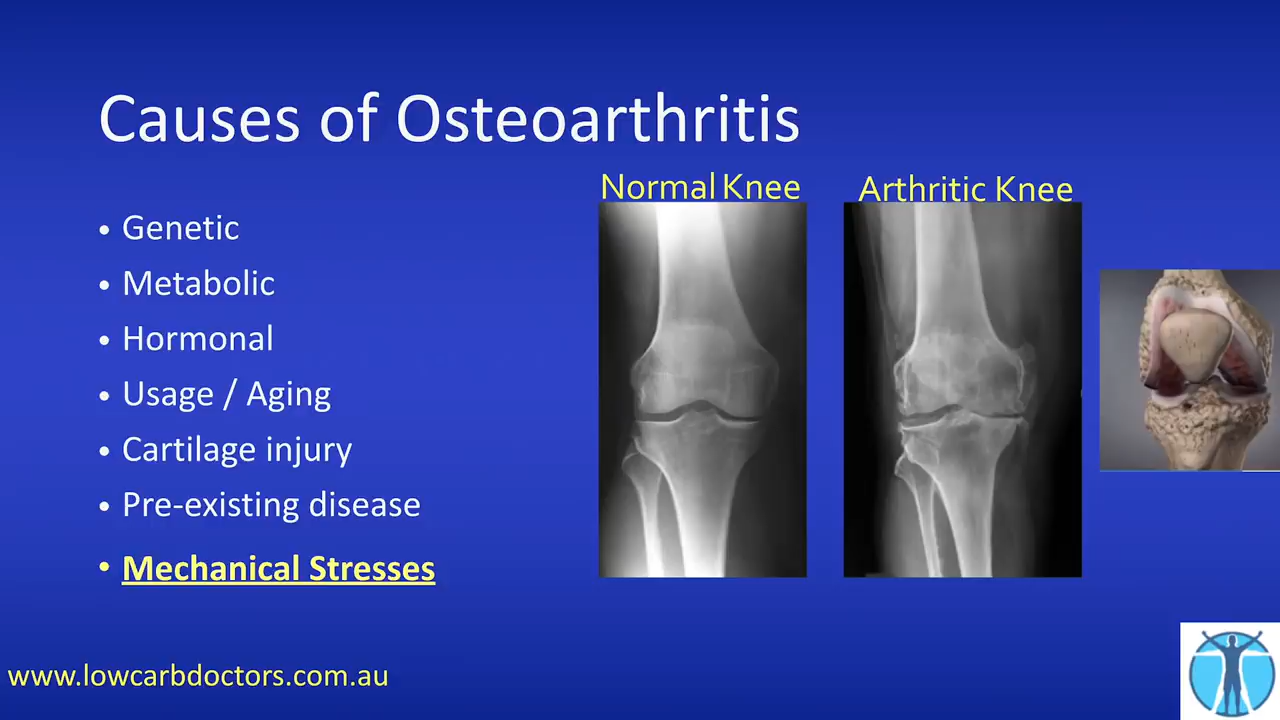 Causes of Osteoarthritis
Normal Knee
Arthritic Knee
• Genetic
• Metabolic
• Hormonal
• Usage / Aging
• Cartilage injury
• Pre-existing disease
• Mechanical Stresses
www.lowcarbdoctors.com.au